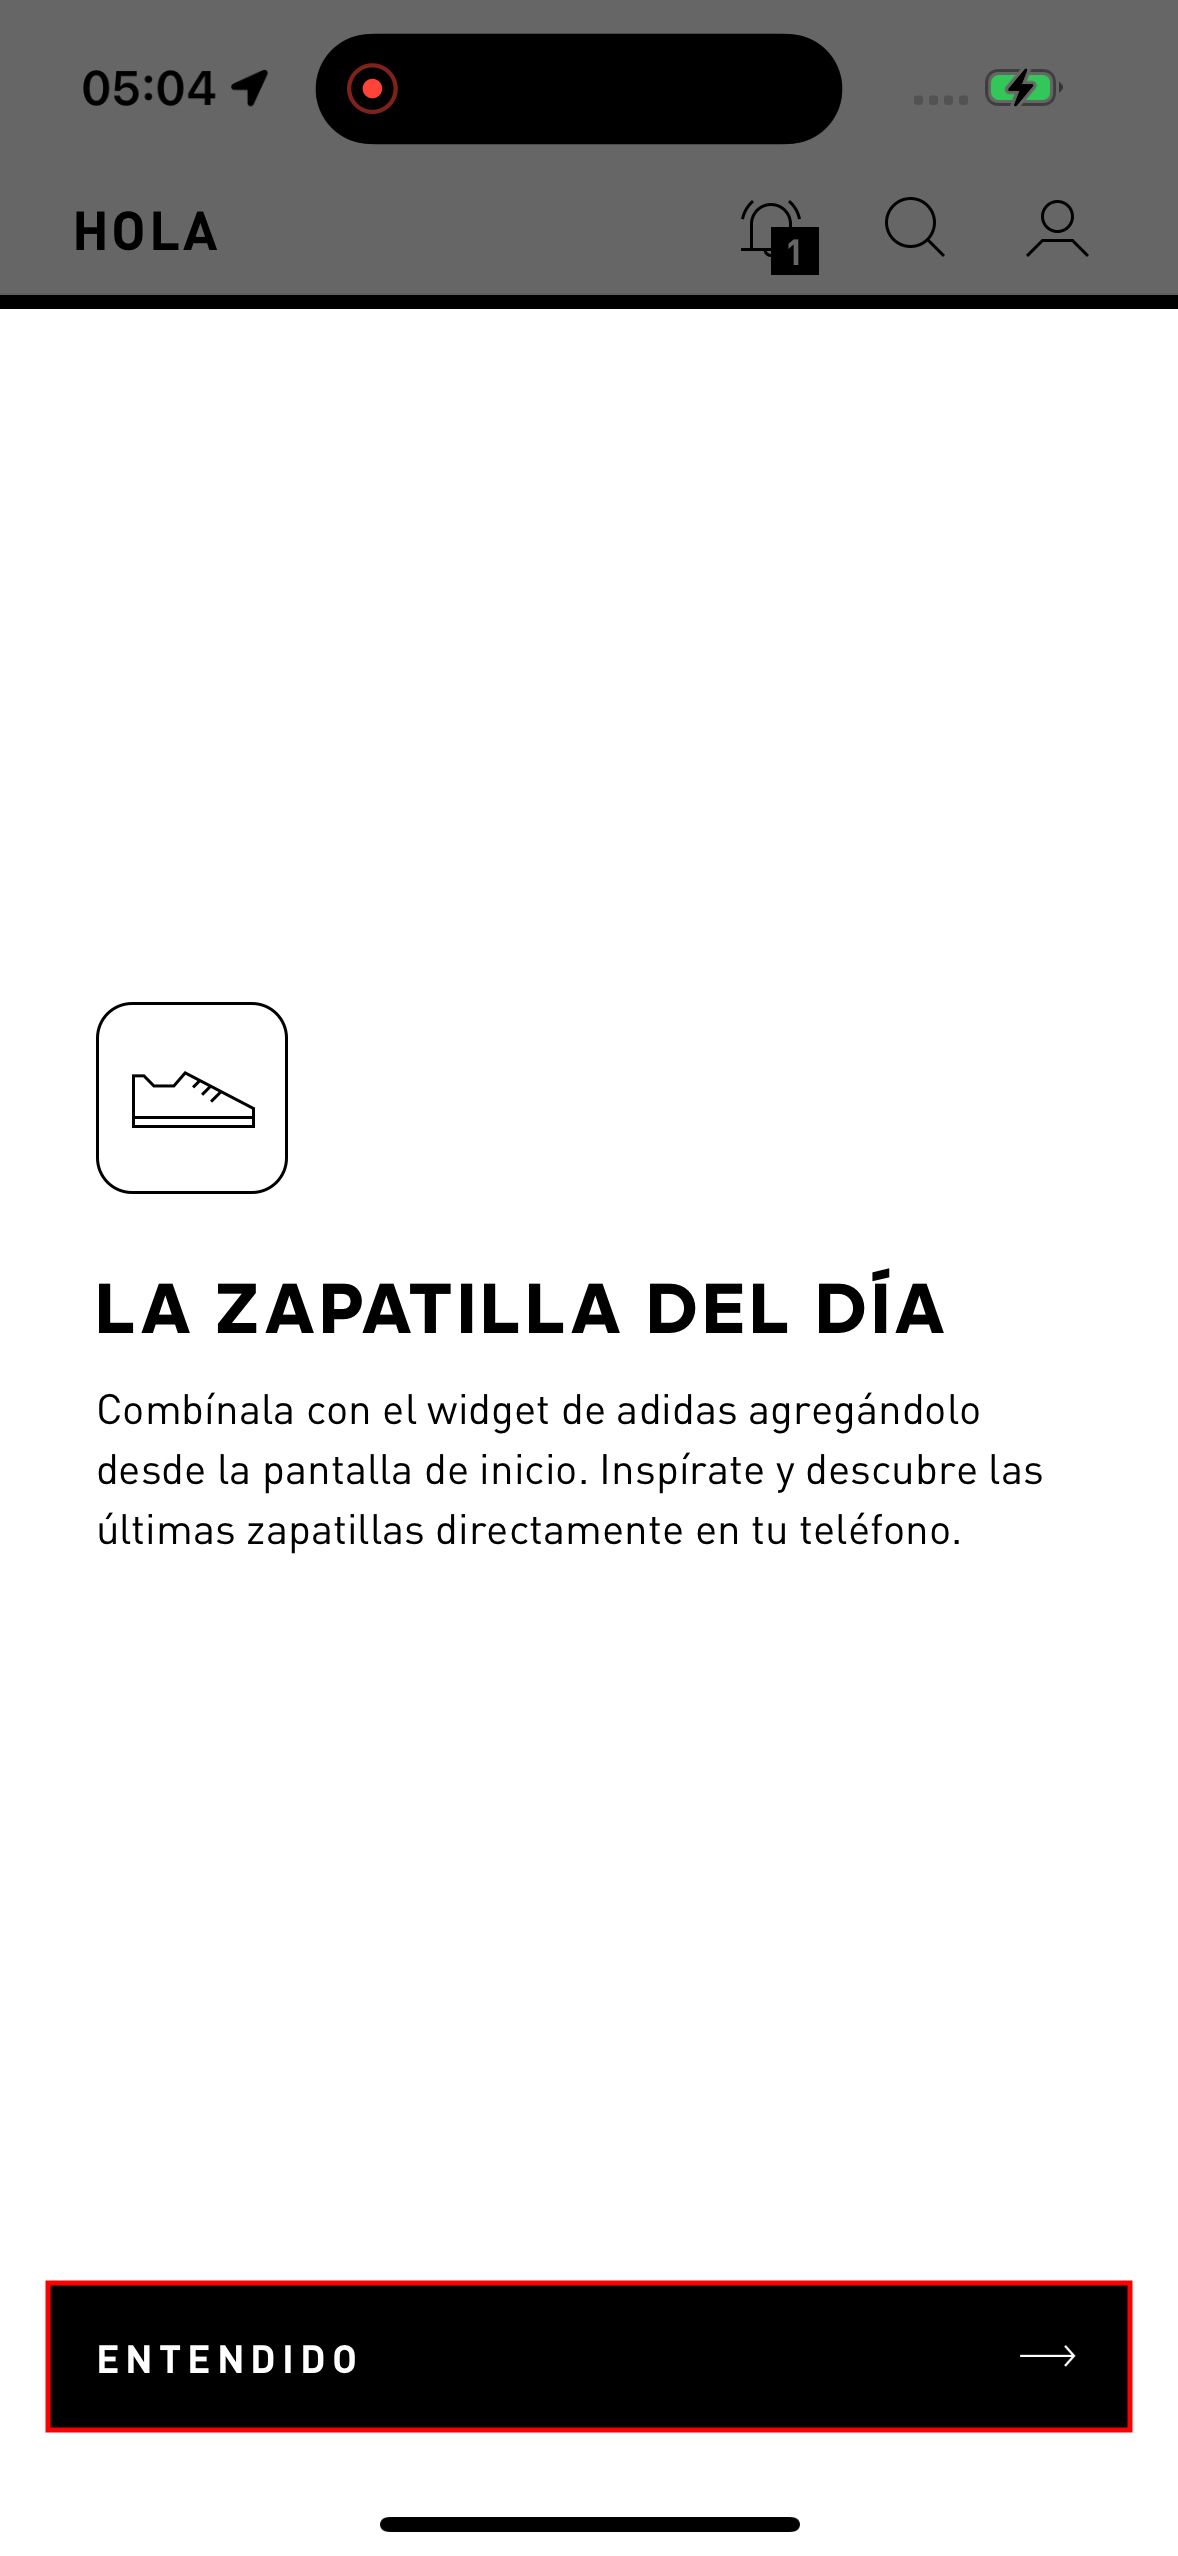 05:04
HOLA
1
LA ZAPATILLA DEL DÍA
Combínala con el widget de adidas agregándolo
desde la pantalla de inicio. Inspírate y descubre las
últimas zapatillas directamente en tu teléfono.
ENTENDIDO